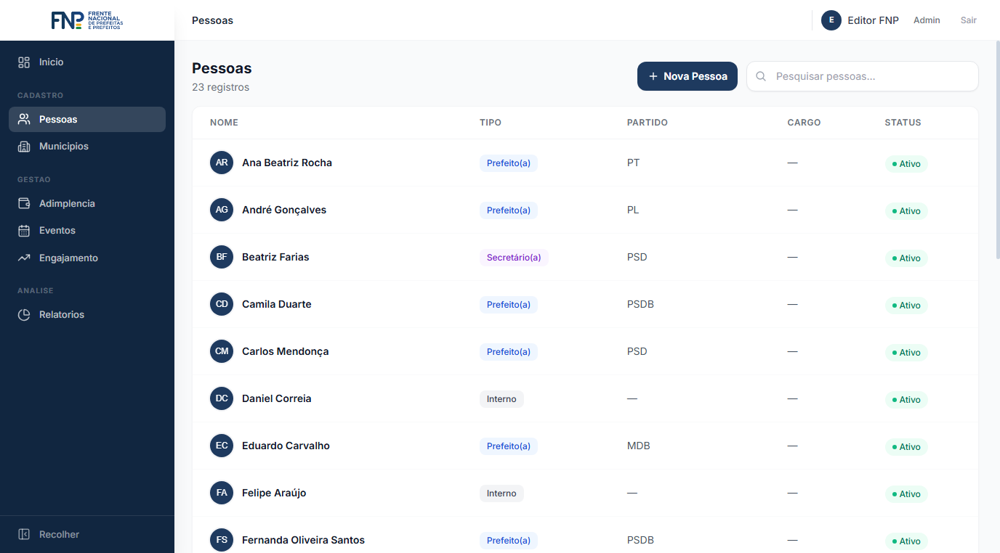 FNP FRENTE
NACIONAL
DE PREFEITAS
E PREFEITOS
Pessoas
E Editor FNP Admin Sair
Inicio
CADASTRO
Pessoas
Municipios
GESTAO
Adimplencia
Eventos
Engajamento
ANALISE
Relatorios
Recolher
Pessoas
23 registros
+ Nova Pessoa
Pesquisar pessoas...
NOME TIPO PARTIDO CARGO STATUS
AR Ana Beatriz Rocha Prefeito(a) PT — Ativo
AG André Gonçalves Prefeito(a) PL — Ativo
BF Beatriz Farias Secretário(a) PSD — Ativo
CD Camila Duarte Prefeito(a) PSDB — Ativo
CM Carlos Mendonça Prefeito(a) PSD — Ativo
DC Daniel Correia Interno — — Ativo
EC Eduardo Carvalho Prefeito(a) MDB — Ativo
FA Felipe Araújo Interno — — Ativo
FS Fernanda Oliveira Santos Prefeito(a) PSDB — Ativo